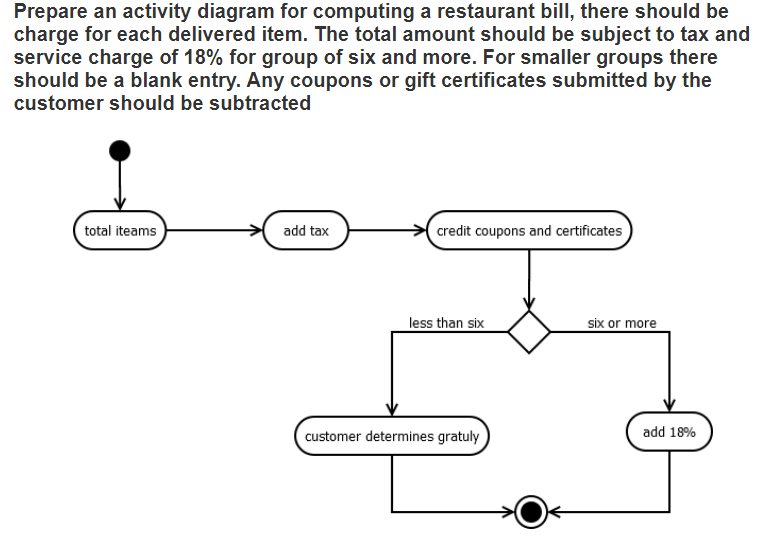 Prepare an activity diagram for computing a restaurant bill, there should be
charge for each delivered item. The total amount should be subject to tax and
service charge of 18% for group of six and more. For smaller groups there
should be a blank entry. Any coupons or gift certificates submitted by the
customer should be subtracted
total iteams
add tax
credit coupons and certificates
less than six
six or more
customer determines gratuly
add 18%